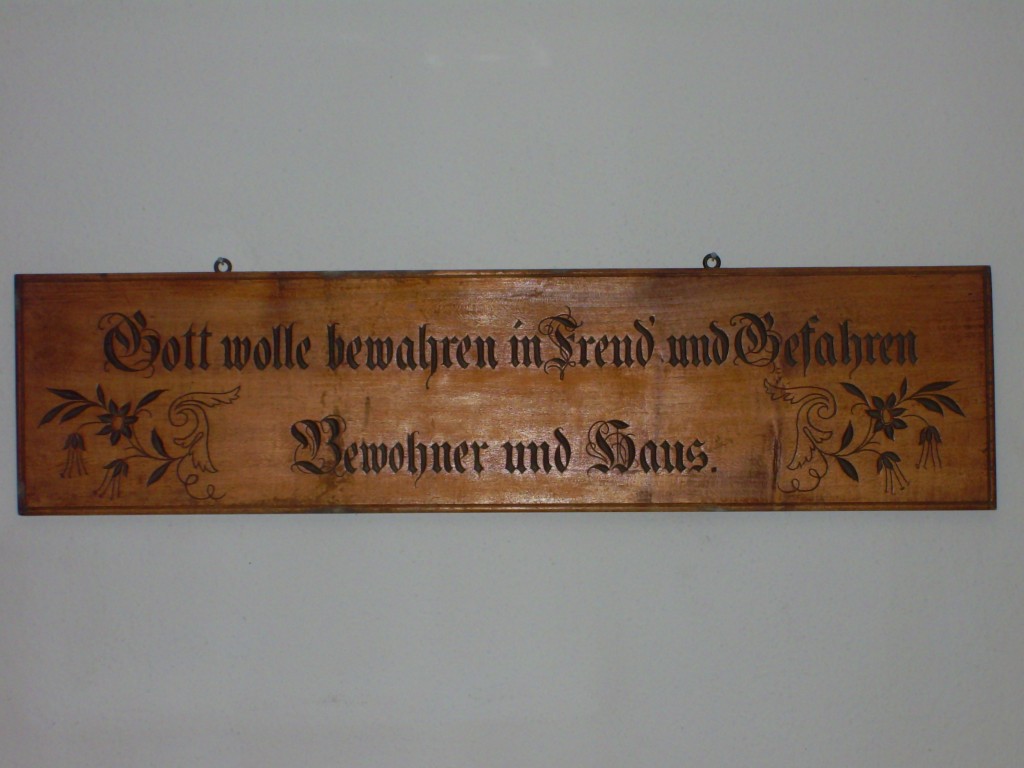 Gott wolle bewahren in Freud' und Gefahren
Bewohner und Haus.